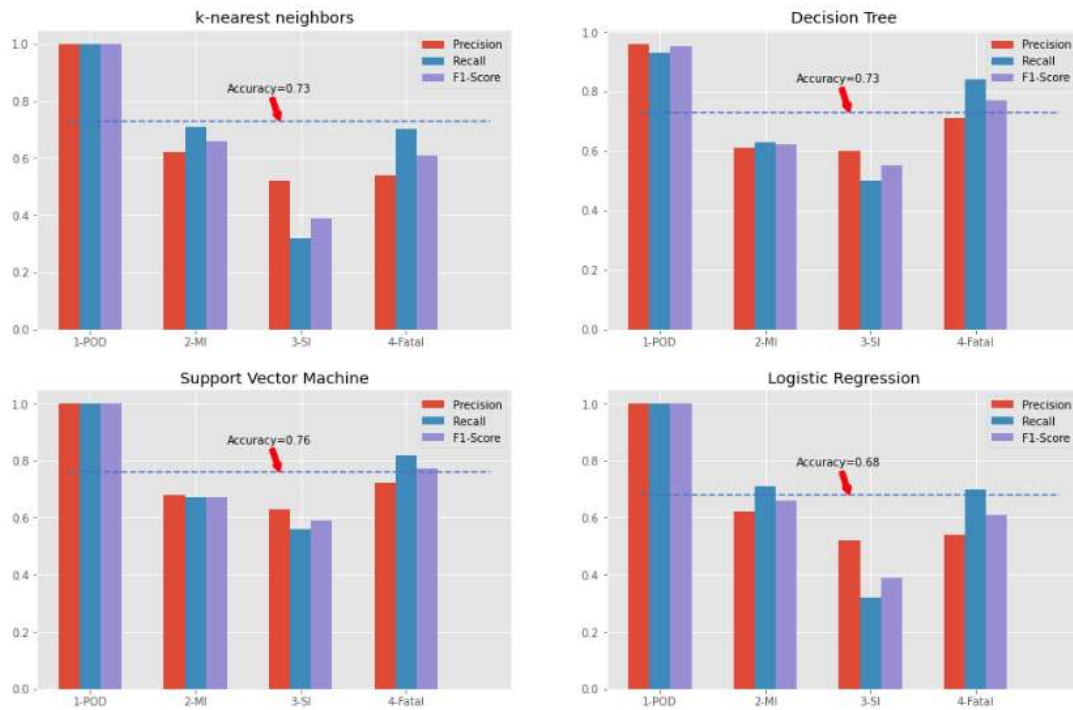 k-nearest neighbors
1.0
0.8
0.6
0.4
0.2
0.0
Precision
Recall
F1-Score
Accuracy=0.73
1-POD 2-MI 3-SI 4-Fatal
Decision Tree
1.0
0.8
0.6
0.4
0.2
0.0
Precision
Recall
F1-Score
Accuracy=0.73
1-POD 2-MI 3-SI 4-Fatal
Support Vector Machine
1.0
0.8
0.6
0.4
0.2
0.0
Precision
Recall
F1-Score
Accuracy=0.76
1-POD 2-MI 3-SI 4-Fatal
Logistic Regression
1.0
0.8
0.6
0.4
0.2
0.0
Precision
Recall
F1-Score
Accuracy=0.68
1-POD 2-MI 3-SI 4-Fatal